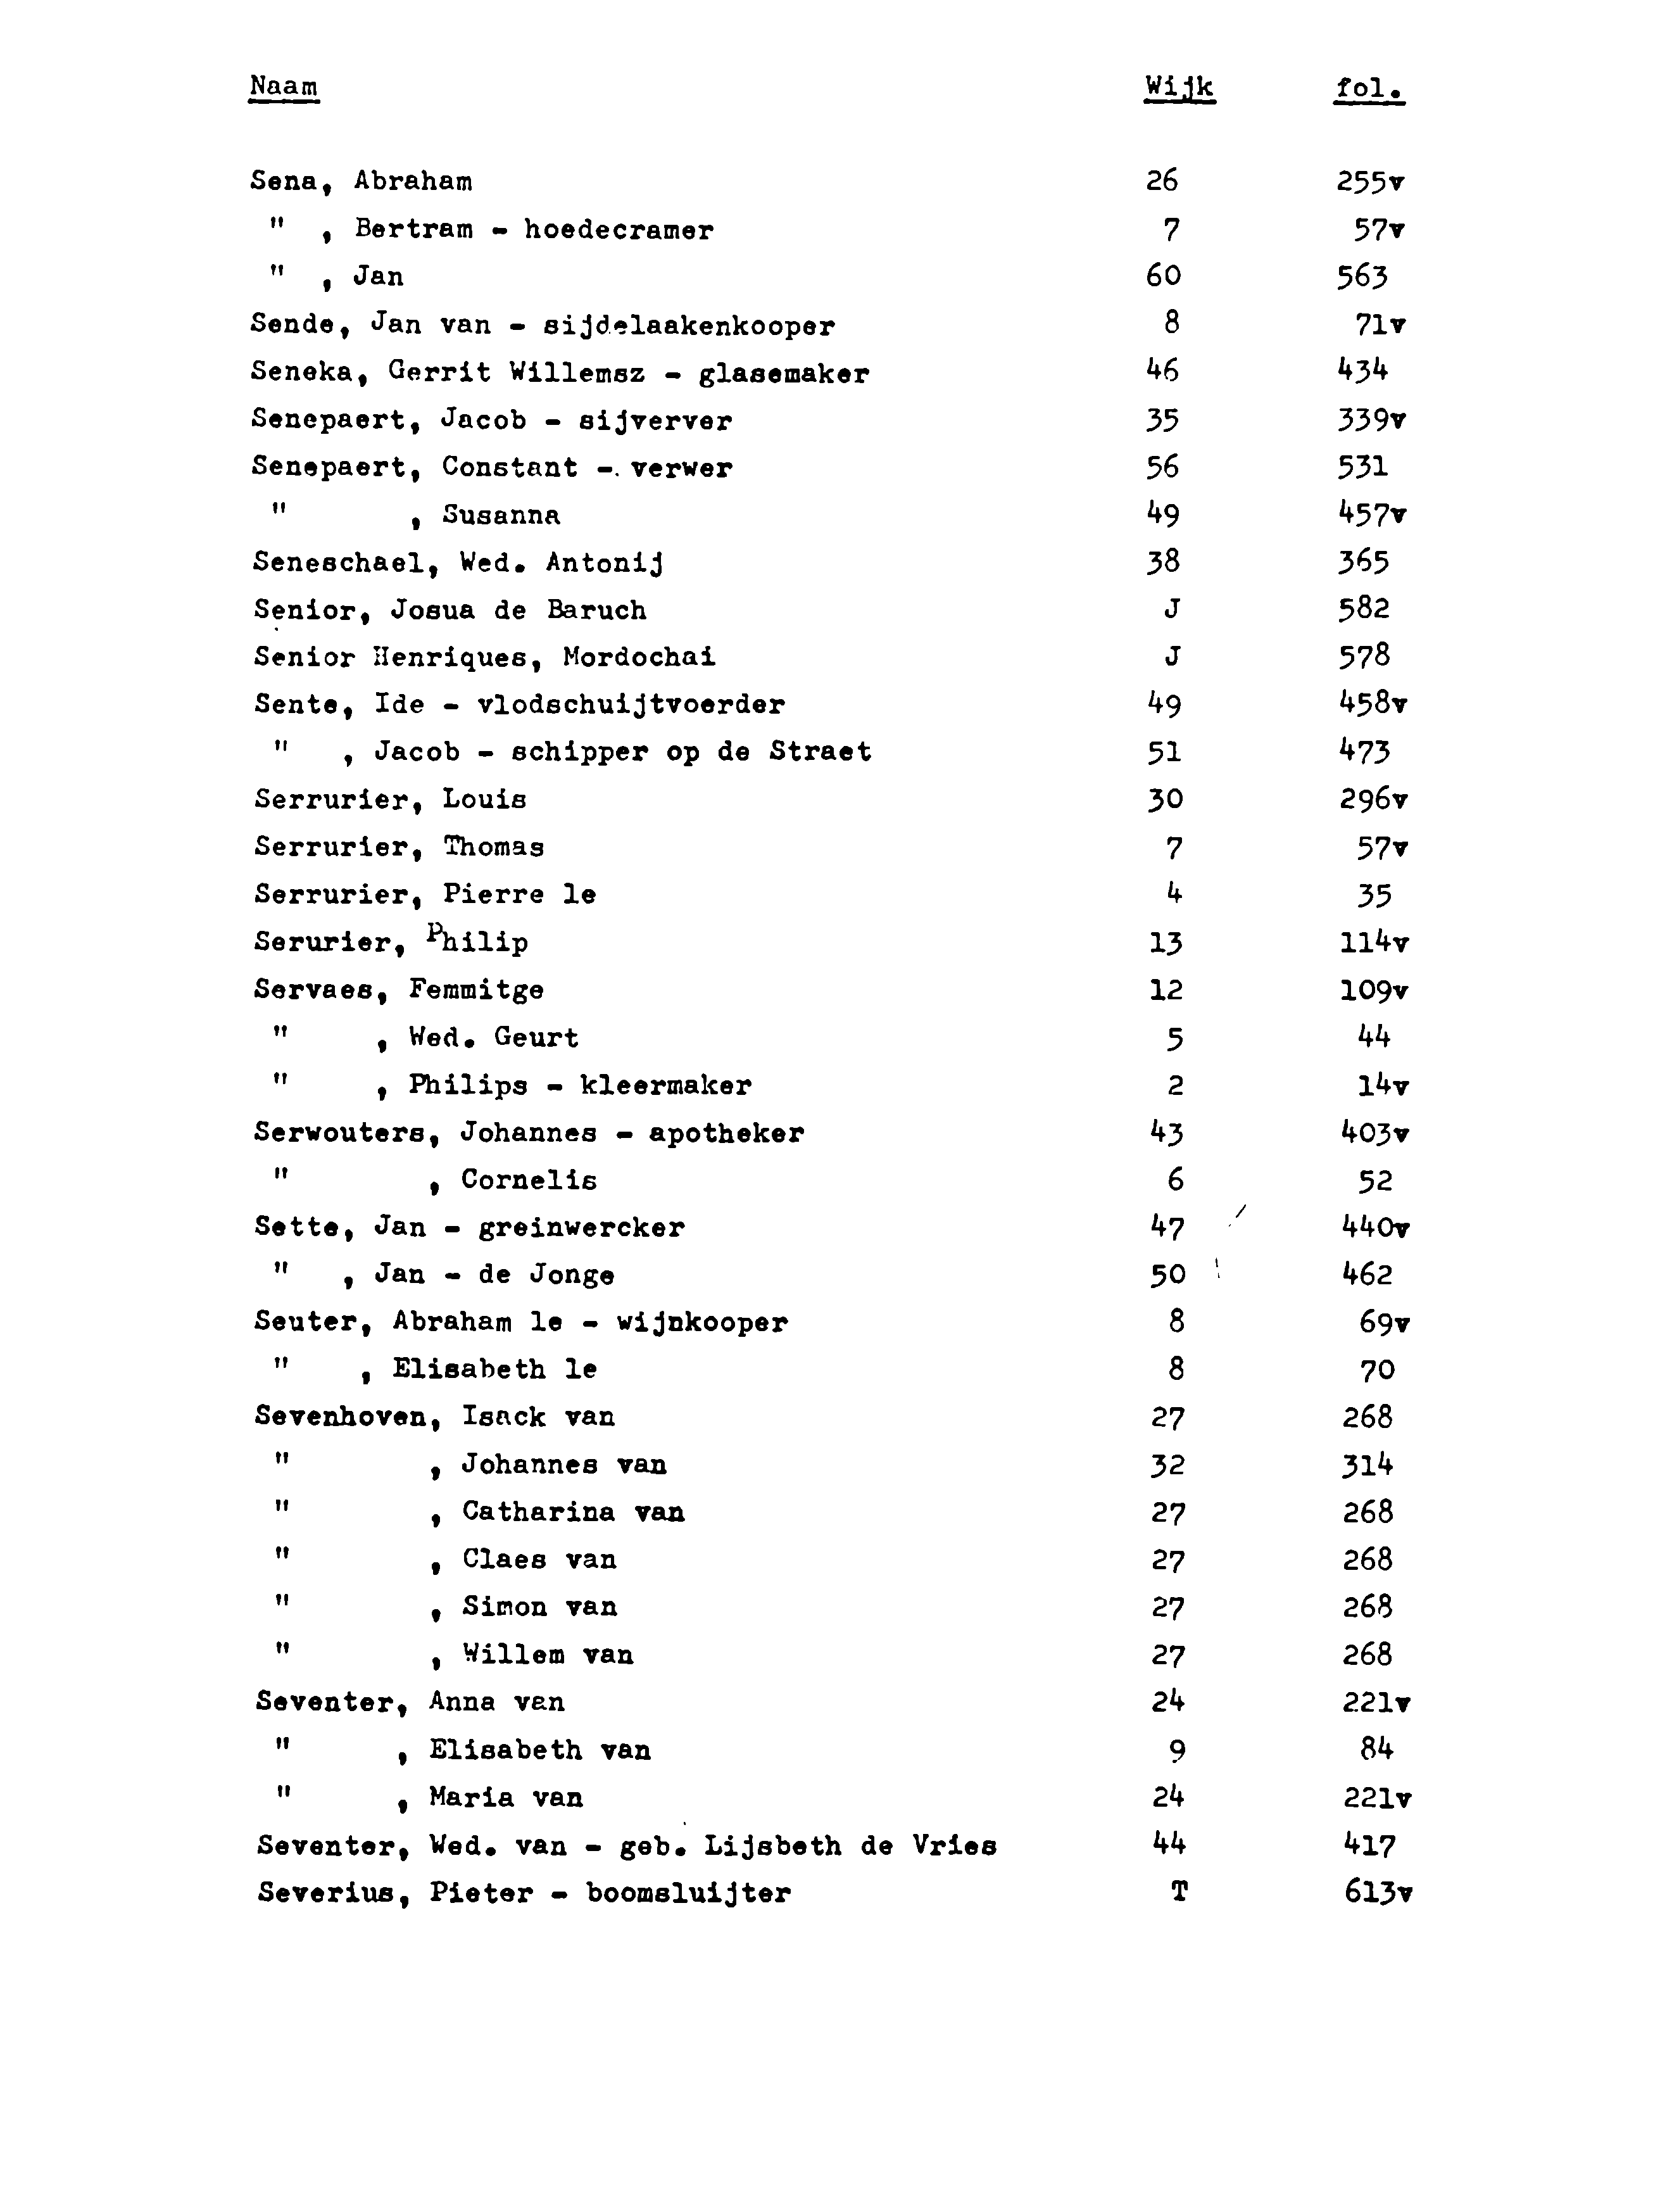 Naam Wijk fol.
Sena, Abraham 26 255v
" , Bertram - hoedecramer 7 57v
" , Jan 60 563
Sende, Jan van - sijdelaakenkooper 8 71v
Seneka, Gerrit Willemsz - glasemaker 46 434
Senepaert, Jacob - sijverver 35 339v
Senepaert, Constant - verwer 56 531
" , Susanna 49 457v
Seneschael, Wed. Antonij 38 365
Senior, Josua de Baruch J 582
Senior Henriques, Mordochai J 578
Sente, Ide - vlodschuijtvoerder 49 458v
" , Jacob - schipper op de Straet 51 473
Serrurier, Louis 30 296v
Serrurier, Thomas 7 57v
Serrurier, Pierre le 4 35
Serurier, Philip 13 114v
Servaes, Femmitge 12 109v
" , Wed. Geurt 5 44
" , Philips - kleermaker 2 14v
Serwouters, Johannes - apotheker 43 403v
" , Cornelis 6 52
Sette, Jan - greinwercker 47 440v
" , Jan - de Jonge 50 462
Seuter, Abraham le - wijnkooper 8 69v
" , Elisabeth le 8 70
Sevenhoven, Isack van 27 268
" , Johannes van 32 314
" , Catharina van 27 268
" , Claes van 27 268
" , Simon van 27 268
" , Willem van 27 268
Seventer, Anna van 24 221v
" , Elisabeth van 9 84
" , Maria van 24 221v
Seventer, Wed. van - geb. Lijsbeth de Vries 44 417
Severius, Pieter - boomsluijter T 613v